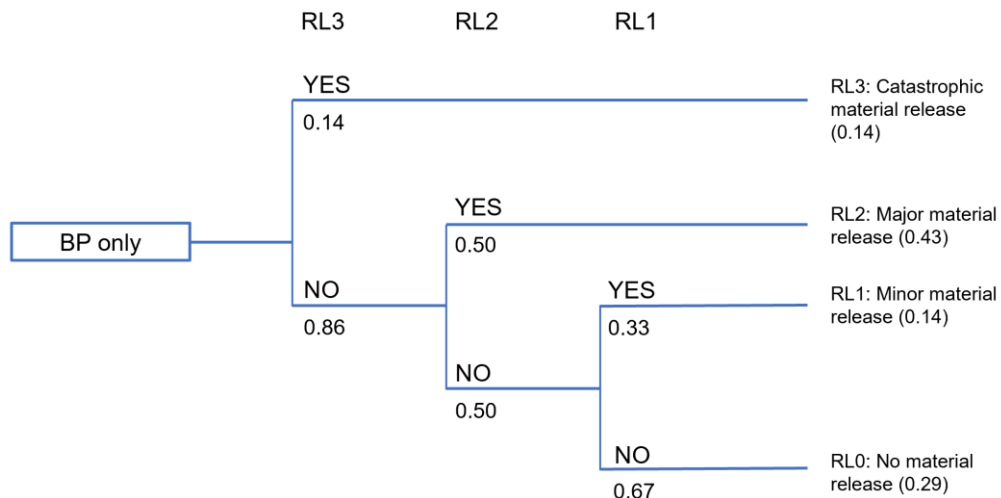 RL3 RL2 RL1
YES
0.14
RL3: Catastrophic
material release
(0.14)
BP only
YES
0.50
RL2: Major material
release (0.43)
NO
0.86
YES
0.33
RL1: Minor material
release (0.14)
NO
0.50
NO
0.67
RL0: No material
release (0.29)